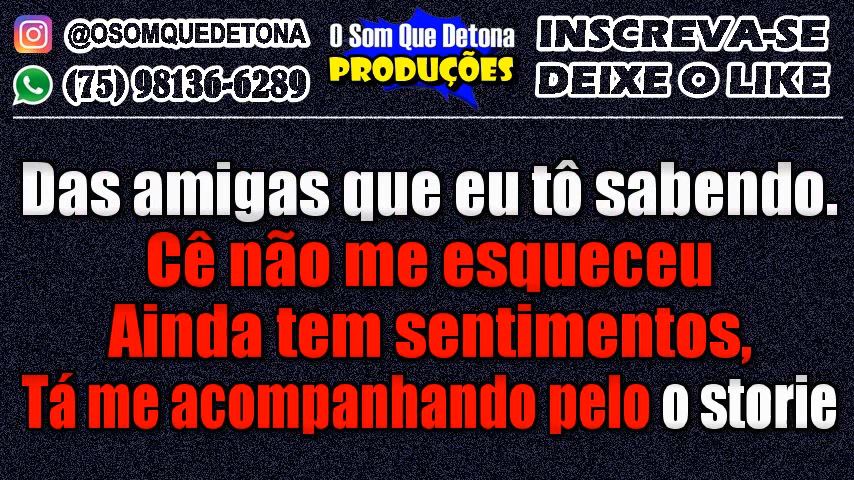 @OSOMQUEDETONA
(75) 98136-6289
O Som Que Detona
PRODUÇÕES
INSCREVA-SE
DEIXE O LIKE
Das amigas que eu tô sabendo.
Cê não me esqueceu
Ainda tem sentimentos,
Tá me acompanhando pelo o storie